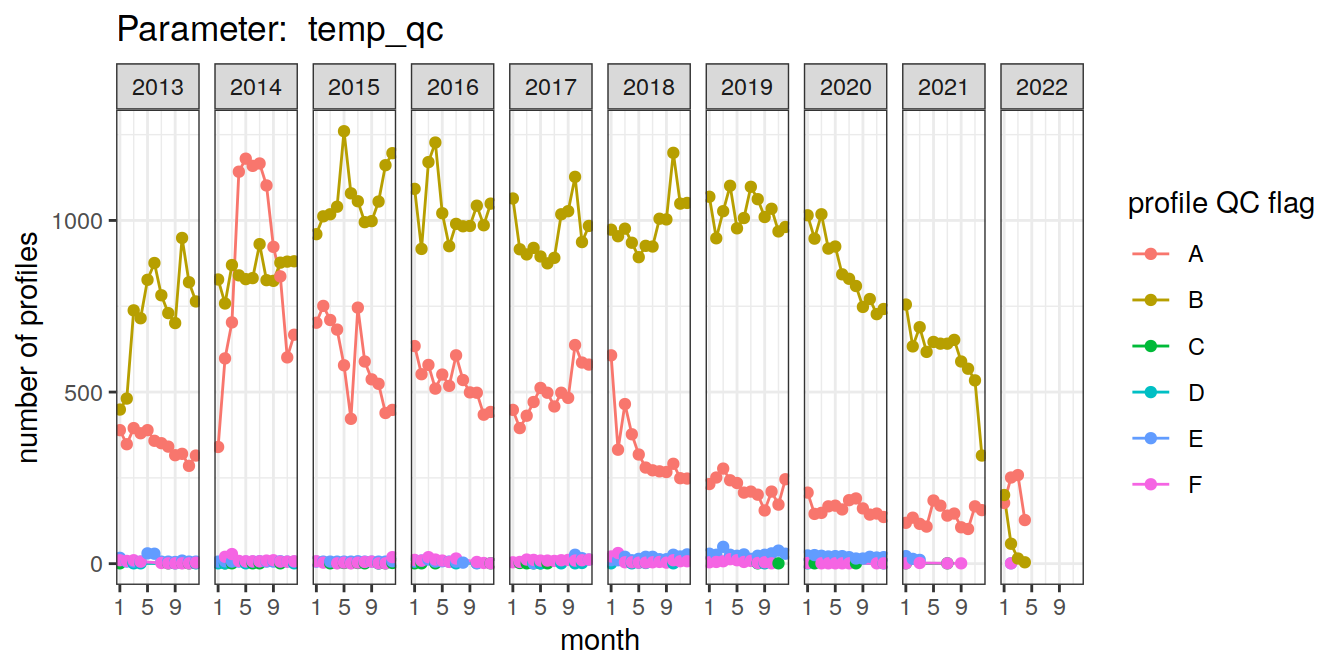 Parameter:  temp_qc
2013 2014 2015 2016 2017 2018 2019 2020 2021 2022
1000
500
0
number of profiles
1 5 9 1 5 9 1 5 9 1 5 9 1 5 9 1 5 9 1 5 9 1 5 9 1 5 9 1 5 9
month
profile QC flag
A
B
C
D
E
F